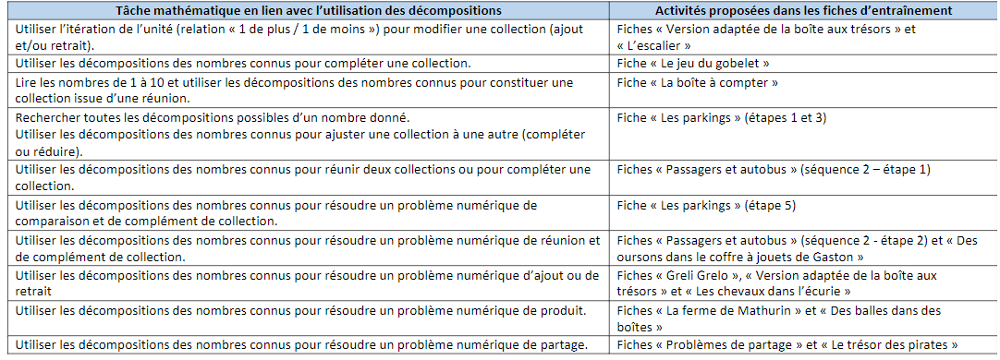 Tâche mathématique en lien avec l’utilisation des décompositions
Activités proposées dans les fiches d’entraînement
Utiliser l’itération de l’unité (relation « 1 de plus / 1 de moins ») pour modifier une collection (ajout
et/ou retrait).
Fiches « Version adaptée de la boîte aux trésors » et
« L’escalier »
Utiliser les décompositions des nombres connus pour compléter une collection.
Fiche « Le jeu du gobelet »
Lire les nombres de 1 à 10 et utiliser les décompositions des nombres connus pour constituer une
collection issue d’une réunion.
Fiche « La boîte à compter »
Rechercher toutes les décompositions possibles d’un nombre donné.
Utiliser les décompositions des nombres connus pour ajuster une collection à une autre (compléter
ou réduire).
Fiche « Les parkings » (étapes 1 et 3)
Utiliser les décompositions des nombres connus pour réunir deux collections ou pour compléter une
collection.
Fiches « Passagers et autobus » (séquence 2 – étape 1)
Utiliser les décompositions des nombres connus pour résoudre un problème numérique de
comparaison et de complément de collection.
Fiche « Les parkings » (étape 5)
Utiliser les décompositions des nombres connus pour résoudre un problème numérique de réunion et
de complément de collection.
Fiches « Passagers et autobus » (séquence 2 - étape 2) et « Des
oursons dans le coffre à jouets de Gaston »
Utiliser les décompositions des nombres connus pour résoudre un problème numérique d’ajout ou de
retrait
Fiches « Greli Grelo », « Version adaptée de la boîte aux
trésors » et « Les chevaux dans l’écurie »
Utiliser les décompositions des nombres connus pour résoudre un problème numérique de produit.
Fiches « La ferme de Mathurin » et « Des balles dans des
boîtes »
Utiliser les décompositions des nombres connus pour résoudre un problème numérique de partage.
Fiches « Problèmes de partage » et « Le trésor des pirates »